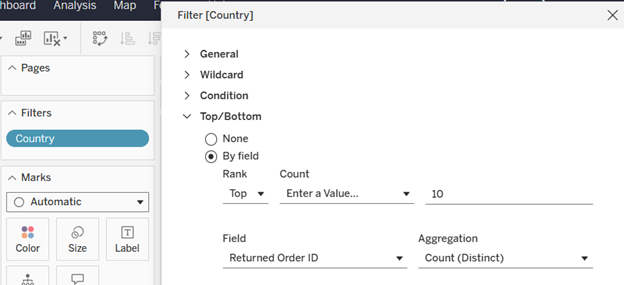 hboard Analysis Map
Filter [Country]
Pages
Filters
Country
Marks
Automatic
Color Size Label
General
Wildcard
Condition
Top/Bottom
None
By field
Rank Count
Top Enter a Value... 10
Field Aggregation
Returned Order ID Count (Distinct)